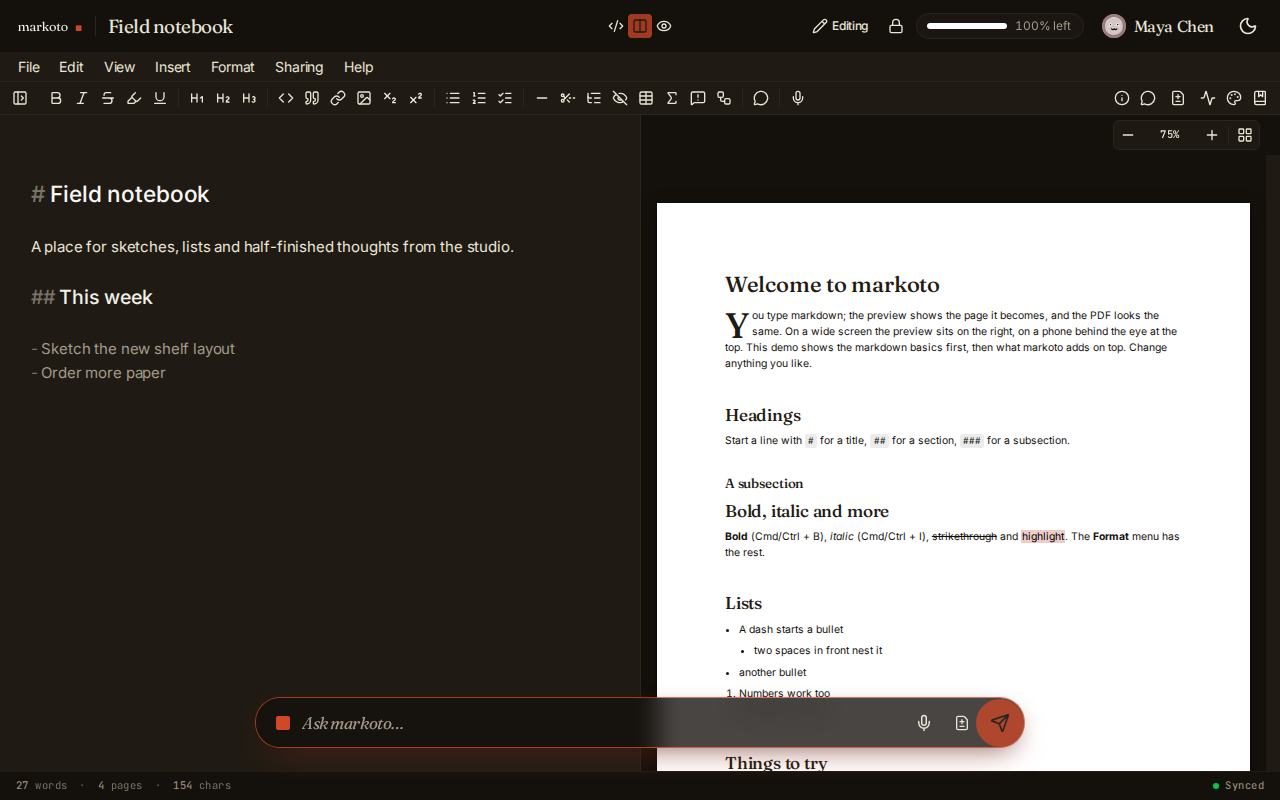 markoto
Field notebook
Editing
100% left
Maya Chen
File Edit View Insert Format Sharing Help
H1 H2 H3
75%
# Field notebook
A place for sketches, lists and half-finished thoughts from the studio.
## This week
- Sketch the new shelf layout
- Order more paper
Welcome to markoto
You type markdown; the preview shows the page it becomes, and the PDF looks the
same. On a wide screen the preview sits on the right, on a phone behind the eye at the
top. This demo shows the markdown basics first, then what markoto adds on top. Change
anything you like.
Headings
Start a line with # for a title, ## for a section, ### for a subsection.
A subsection
Bold, italic and more
Bold (Cmd/Ctrl + B), italic (Cmd/Ctrl + I), strikethrough and highlight. The Format menu has
the rest.
Lists
• A dash starts a bullet
• two spaces in front nest it
• another bullet
1. Numbers work too
Things to try
Ask markoto...
27 words · 4 pages · 154 chars
Synced